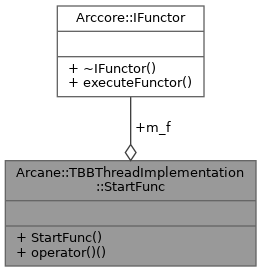 Arccore::IFunctor
+ ~IFunctor()
+ executeFunctor()
+m_f
Arcane::TBBThreadImplementation
::StartFunc
+ StartFunc()
+ operator()()